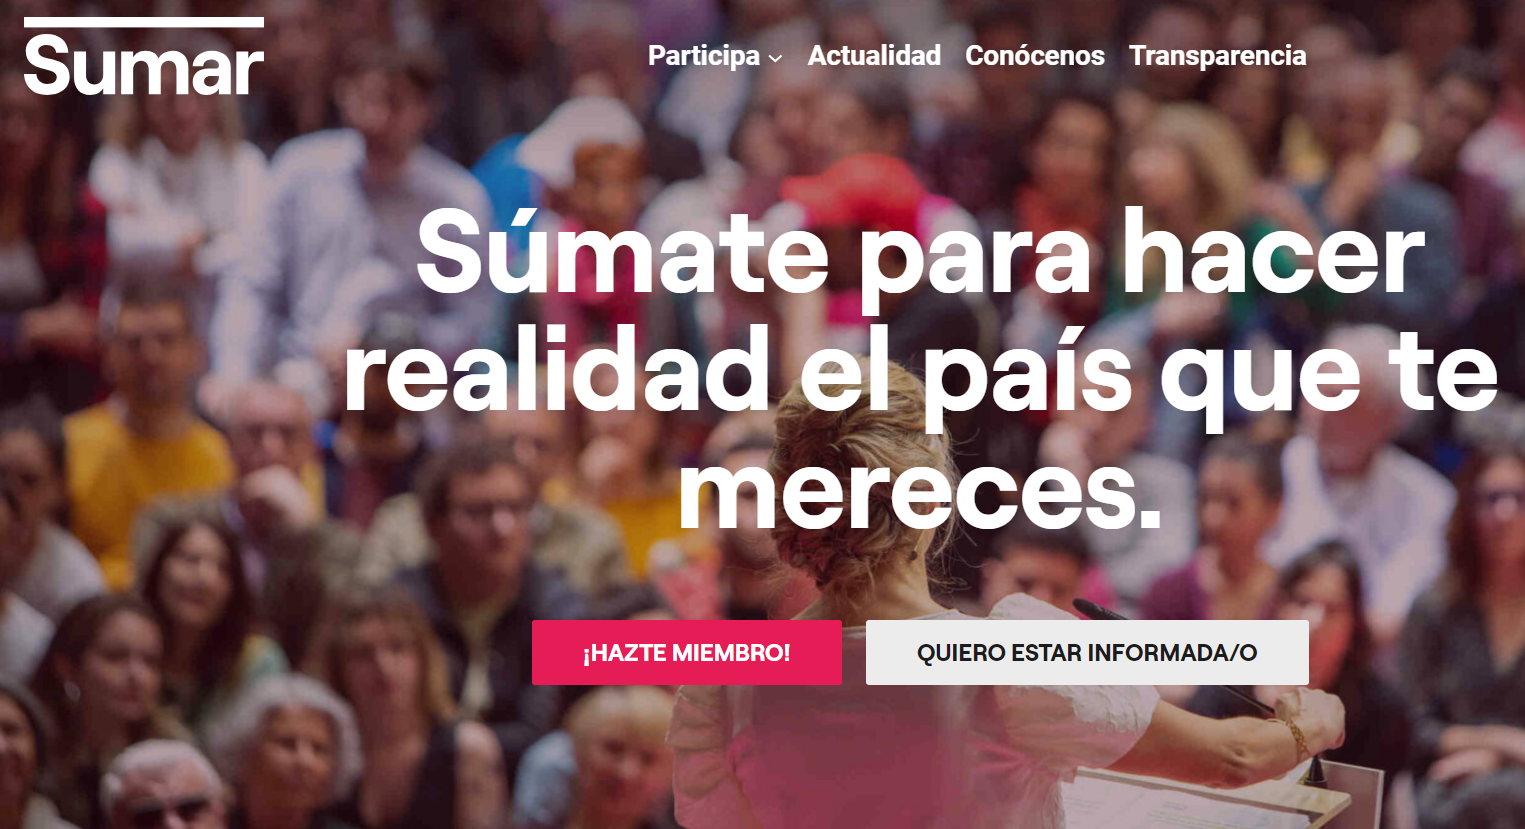 Sumar
Participa
Actualidad
Conócenos
Transparencia
Súmate para hacer
realidad el país que te
mereces.
¡HAZTE MIEMBRO!
QUIERO ESTAR INFORMADA/O